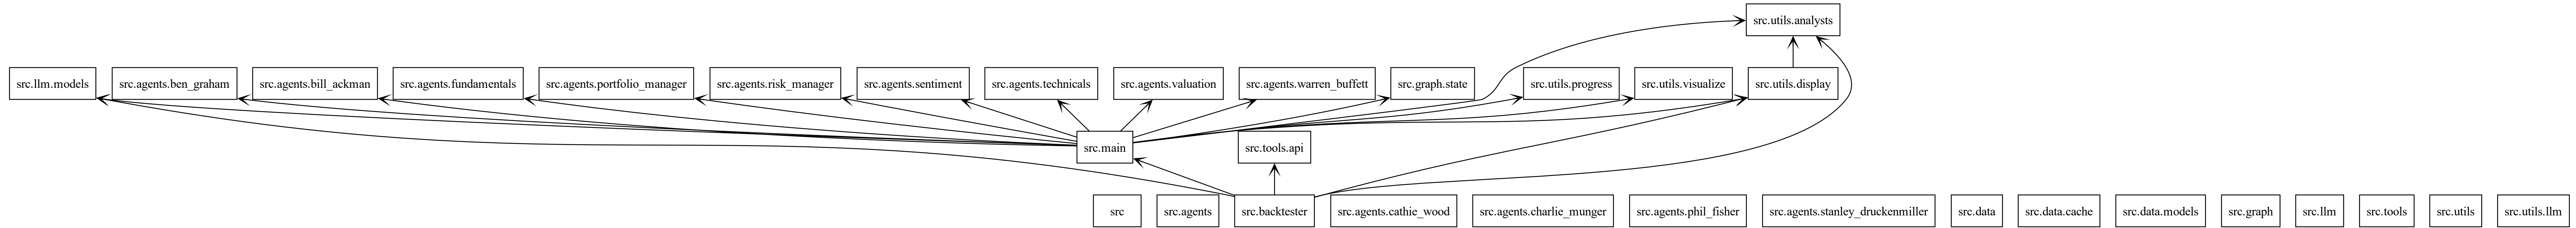 src.utils.analysts
src.llm.models
src.agents.ben_graham
src.agents.bill_ackman
src.agents.fundamentals
src.agents.portfolio_manager
src.agents.risk_manager
src.agents.sentiment
src.agents.technicals
src.agents.valuation
src.agents.warren_buffett
src.graph.state
src.utils.progress
src.utils.visualize
src.utils.display
src.main
src.tools.api
src
src.agents
src.backtester
src.agents.cathie_wood
src.agents.charlie_munger
src.agents.phil_fisher
src.agents.stanley_druckenmiller
src.data
src.data.cache
src.data.models
src.graph
src.llm
src.tools
src.utils
src.utils.llm